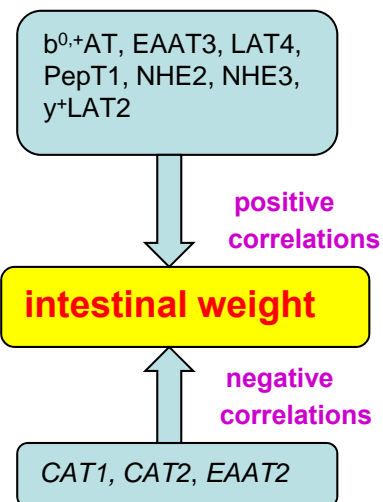 b⁰,⁺AT, EAAT3, LAT4,
PepT1, NHE2, NHE3,
y⁺LAT2
positive
correlations
intestinal weight
negative
correlations
CAT1, CAT2, EAAT2